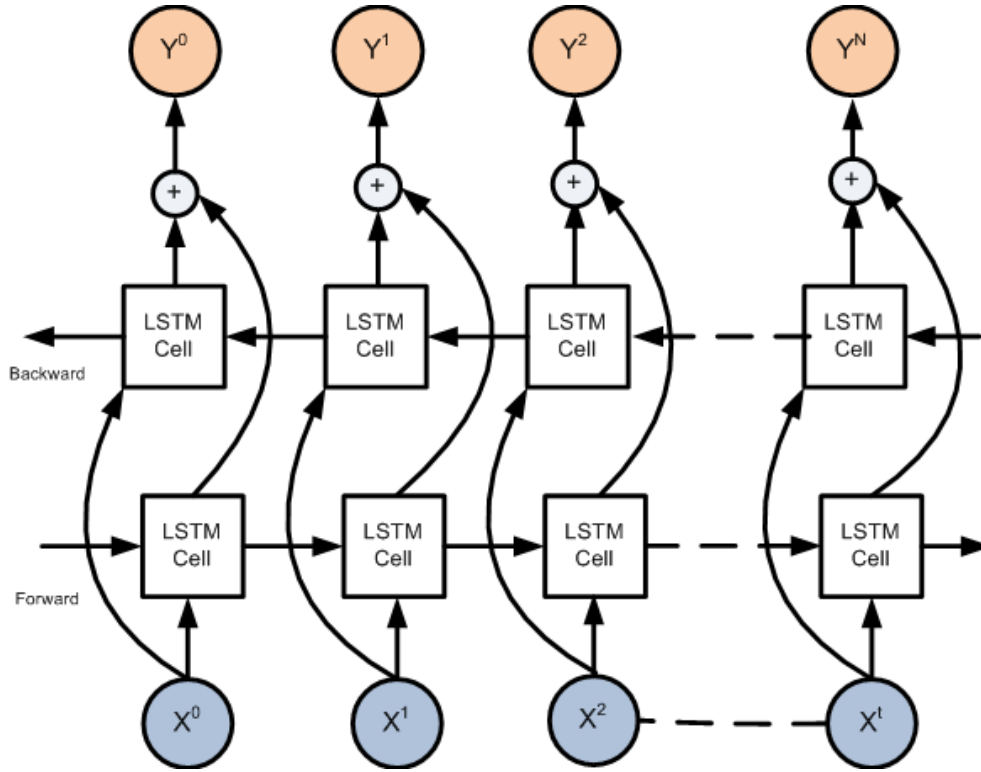 Y⁰ Y¹ Y² Yᴺ
+ + + +
LSTM LSTM LSTM LSTM
Cell Cell Cell Cell
Backward
LSTM LSTM LSTM LSTM
Cell Cell Cell Cell
Forward
X⁰ X¹ X² Xᵗ